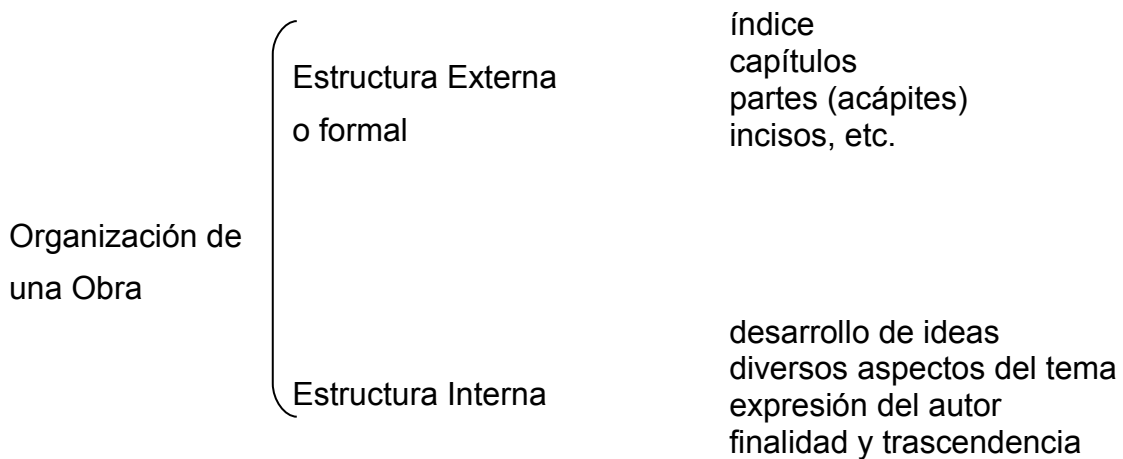 Organización de
una Obra
Estructura Externa
o formal
índice
capítulos
partes (acápites)
incisos, etc.
Estructura Interna
desarrollo de ideas
diversos aspectos del tema
expresión del autor
finalidad y trascendencia